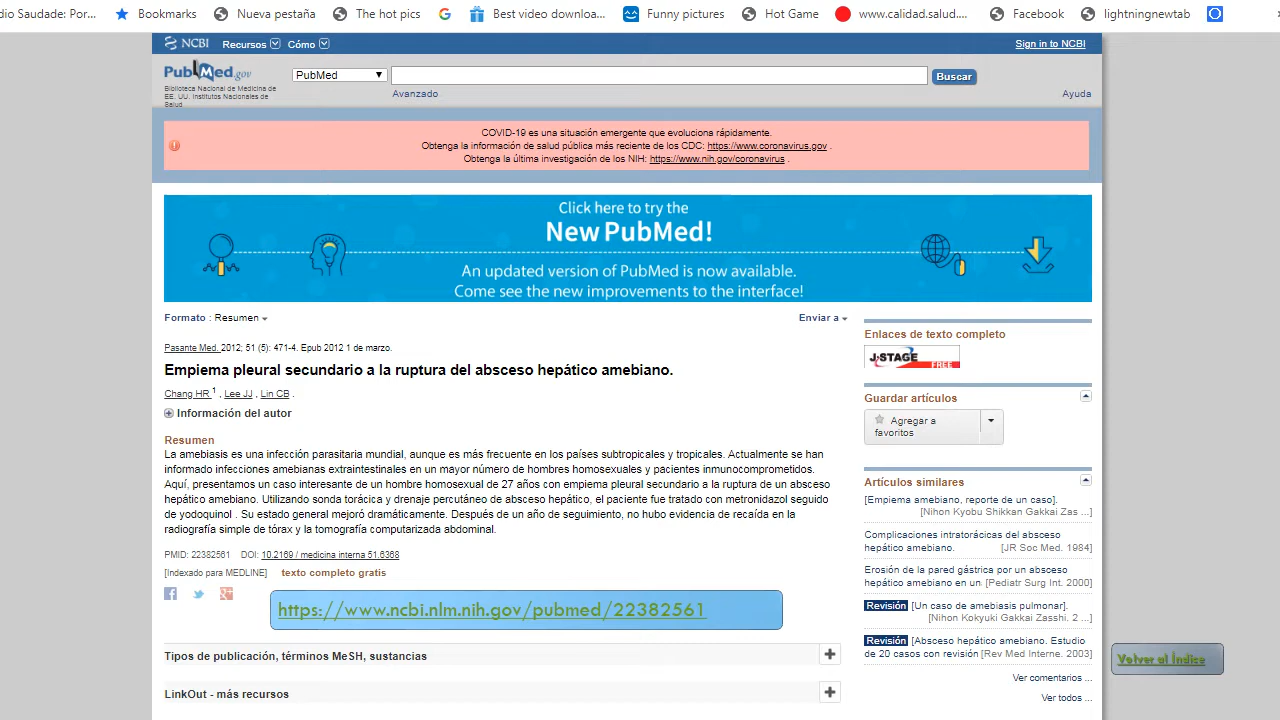 dio Saudade: Por... Bookmarks Nueva pestaña The hot pics Best video downloa... Funny pictures Hot Game www.calidad.salud.... Facebook lightningnewtab
NCBI Recursos Cómo Sign in to NCBI
PubMed.gov PubMed Buscar
Biblioteca Nacional de Medicina de
EE. UU. Institutos Nacionales de
Salud
Avanzado Ayuda
COVID-19 es una situación emergente que evoluciona rápidamente.
Obtenga la información de salud pública más reciente de los CDC: https://www.coronavirus.gov .
Obtenga la última investigación de los NIH: https://www.nih.gov/coronavirus .
Click here to try the
New PubMed!
An updated version of PubMed is now available.
Come see the new improvements to the interface!
Formato : Resumen Enviar a
Pasante Med. 2012; 51 (5): 471-4. Epub 2012 1 de marzo.
Empiema pleural secundario a la ruptura del absceso hepático amebiano.
Chang HR 1 , Lee JJ , Lin CB .
Información del autor
Resumen
La amebiasis es una infección parasitaria mundial, aunque es más frecuente en los países subtropicales y tropicales. Actualmente se han
informado infecciones amebianas extraintestinales en un mayor número de hombres homosexuales y pacientes inmunocomprometidos.
Aquí, presentamos un caso interesante de un hombre homosexual de 27 años con empiema pleural secundario a la ruptura de un absceso
hepático amebiano. Utilizando sonda torácica y drenaje percutáneo de absceso hepático, el paciente fue tratado con metronidazol seguido
de yodoquinol . Su estado general mejoró dramáticamente. Después de un año de seguimiento, no hubo evidencia de recaída en la
radiografía simple de tórax y la tomografía computarizada abdominal.
PMID: 22382561 DOI: 10.2169 / medicina interna 51.6368
[Indexado para MEDLINE] texto completo gratis
https://www.ncbi.nlm.nih.gov/pubmed/22382561
Tipos de publicación, términos MeSH, sustancias
LinkOut - más recursos
Enlaces de texto completo
J-STAGE FREE
Guardar artículos
Agregar a
favoritos
Artículos similares
[Empiema amebiano, reporte de un caso].
[Nihon Kyobu Shikkan Gakkai Zas ...]
Complicaciones intratorácicas del absceso
hepático amebiano. [JR Soc Med. 1984]
Erosión de la pared gástrica por un absceso
hepático amebiano en un. [Pediatr Surg Int. 2000]
Revisión [Un caso de amebiasis pulmonar].
[Nihon Kokyuki Gakkai Zasshi. 2 ...]
Revisión [Absceso hepático amebiano. Estudio
de 20 casos con revisión [Rev Med Interne. 2003]
Ver comentarios ...
Ver todos ...
Volver al Índice